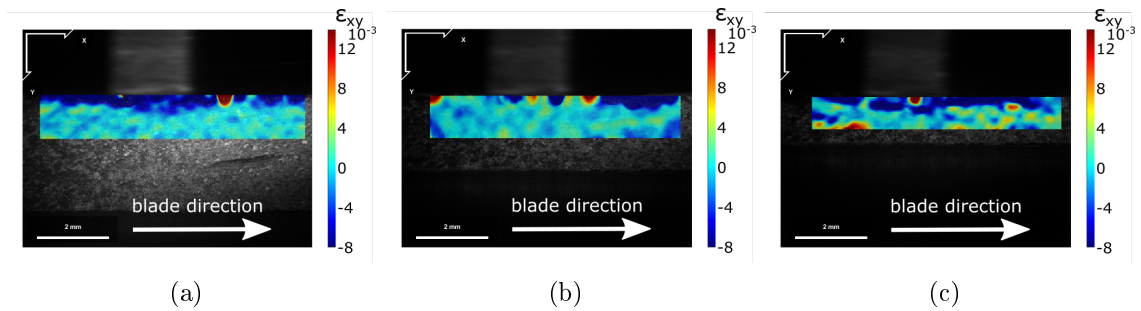 εxy
10-3
12
8
4
0
-4
-8
X
Y
blade direction
2 mm
(a)
εxy
10-3
12
8
4
0
-4
-8
X
Y
blade direction
2 mm
(b)
εxy
10-3
12
8
4
0
-4
-8
X
Y
blade direction
2 mm
(c)